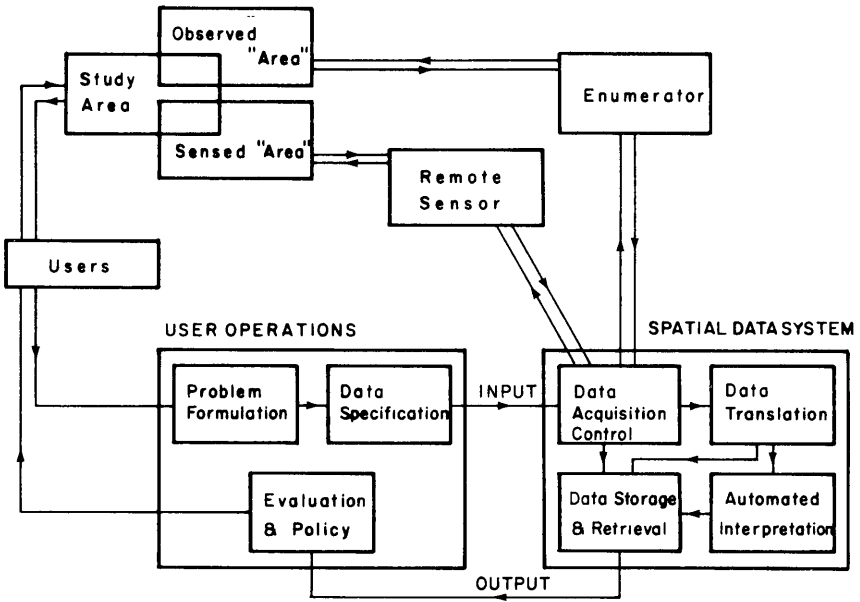 Observed
"Area"
Study
Area
Enumerator
Sensed "Area"
Remote
Sensor
Users
USER OPERATIONS
SPATIAL DATA SYSTEM
Problem
Formulation
Data
Specification
INPUT
Data
Acquisition
Control
Data
Translation
Evaluation
& Policy
Data Storage
& Retrieval
Automated
Interpretation
OUTPUT